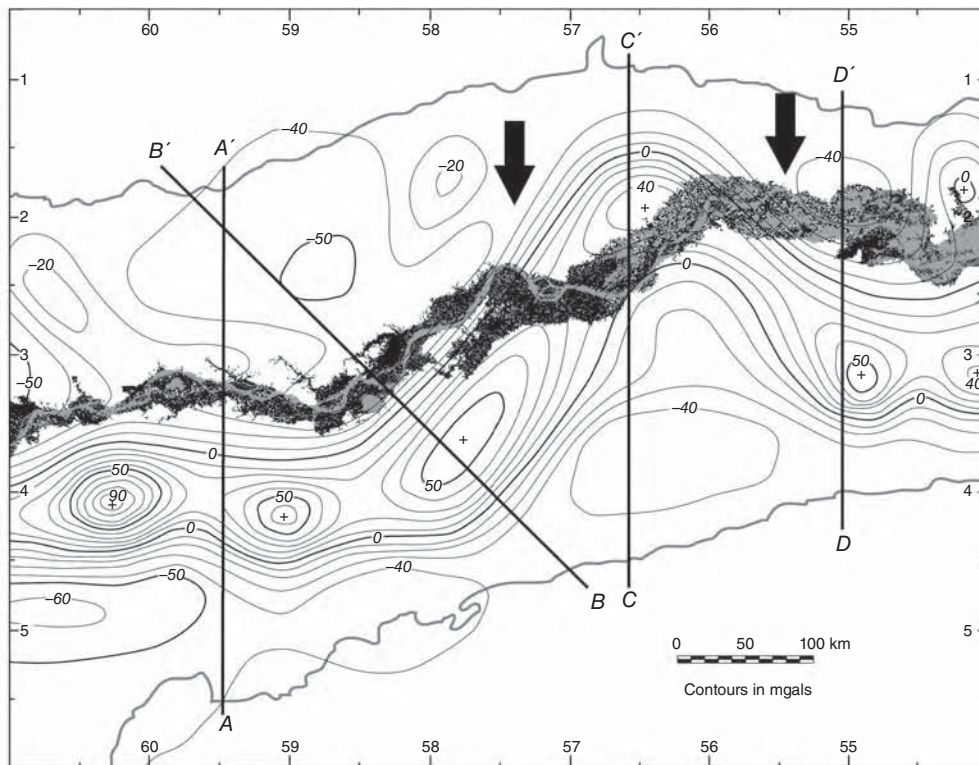 60 59 58 57 56 55
C´
1 1
D´
–40
B´ A´
–20 –40 0
0
40
2 2
–50
–20 0
3 50 3
–50 40
0
0 –40
50 50 50
4 90 4
0
0
–50 –40 D
B C
–60
5 5
0 50 100 km
Contours in mgals
A
60 59 58 57 56 55